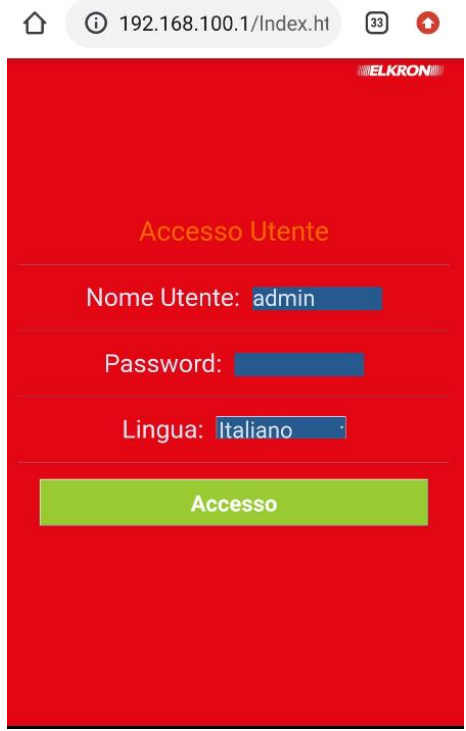 192.168.100.1/Index.ht
33
ELKRON
Accesso Utente
Nome Utente: admin
Password:
Lingua: Italiano
Accesso